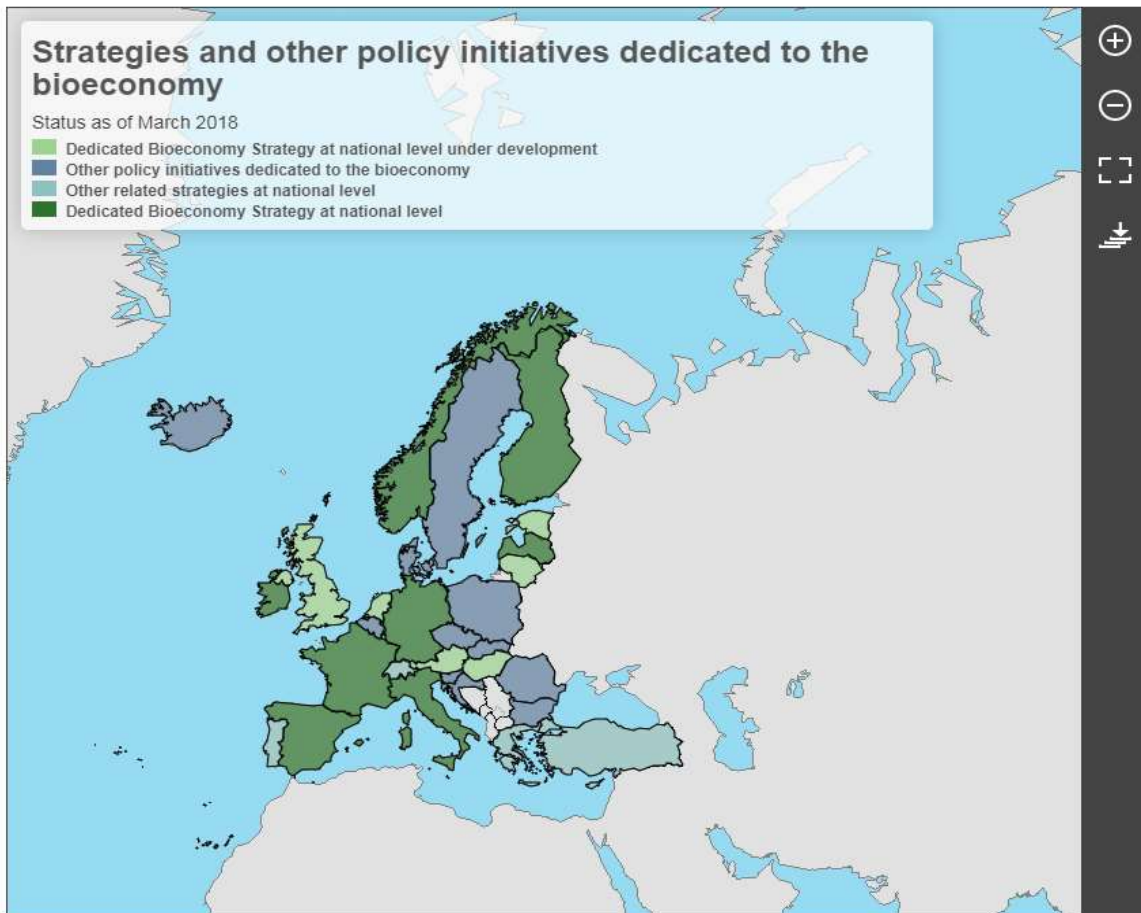 Strategies and other policy initiatives dedicated to the
bioeconomy
Status as of March 2018
Dedicated Bioeconomy Strategy at national level under development
Other policy initiatives dedicated to the bioeconomy
Other related strategies at national level
Dedicated Bioeconomy Strategy at national level